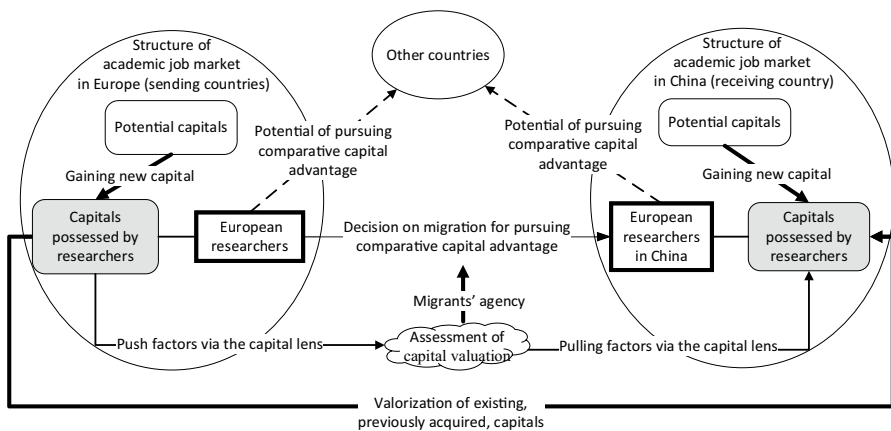 Structure of
academic job market
in Europe (sending countries)
Other countries
Structure of
academic job market
in China (receiving country)
Potential capitals
Potential of pursuing
comparative capital
advantage
Potential of pursuing
comparative capital
advantage
Potential capitals
Gaining new capital
Gaining new capital
Capitals
possessed by
researchers
European
researchers
Decision on migration for pursuing
comparative capital advantage
European
researchers
in China
Capitals
possessed by
researchers
Migrants’ agency
Push factors via the capital lens
Assessment of
capital valuation
Pulling factors via the capital lens
Valorization of existing,
previously acquired, capitals